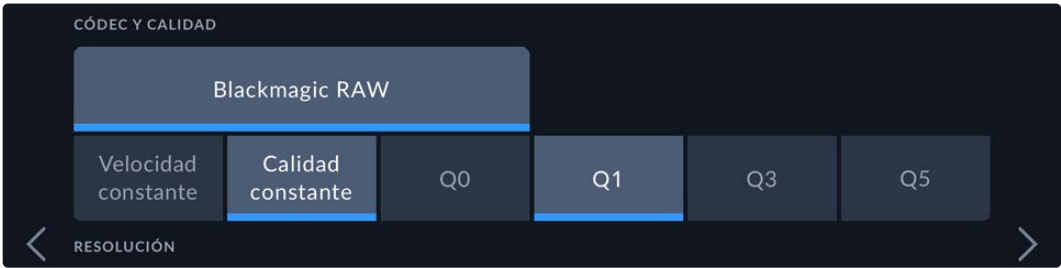 CÓDEC Y CALIDAD
Blackmagic RAW
Velocidad
constante
Calidad
constante
Q0
Q1
Q3
Q5
RESOLUCIÓN